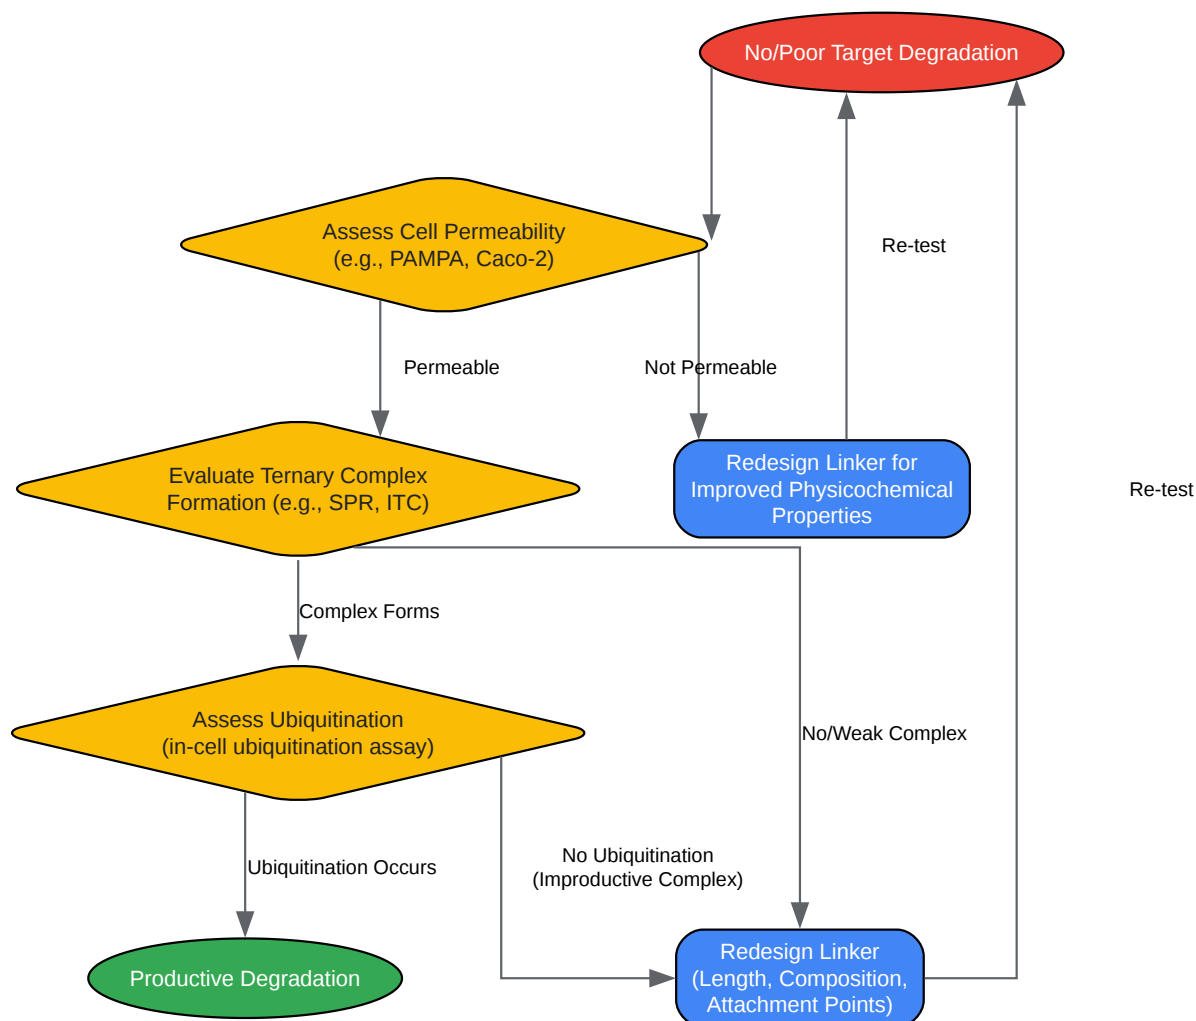 No/Poor Target Degradation
Assess Cell Permeability
(e.g., PAMPA, Caco-2)
Re-test
Permeable
Not Permeable
Evaluate Ternary Complex
Formation (e.g., SPR, ITC)
Redesign Linker for
Improved Physicochemical
Properties
Re-test
Complex Forms
Assess Ubiquitination
(in-cell ubiquitination assay)
No/Weak Complex
Ubiquitination Occurs
No Ubiquitination
(Improductive Complex)
Productive Degradation
Redesign Linker
(Length, Composition,
Attachment Points)